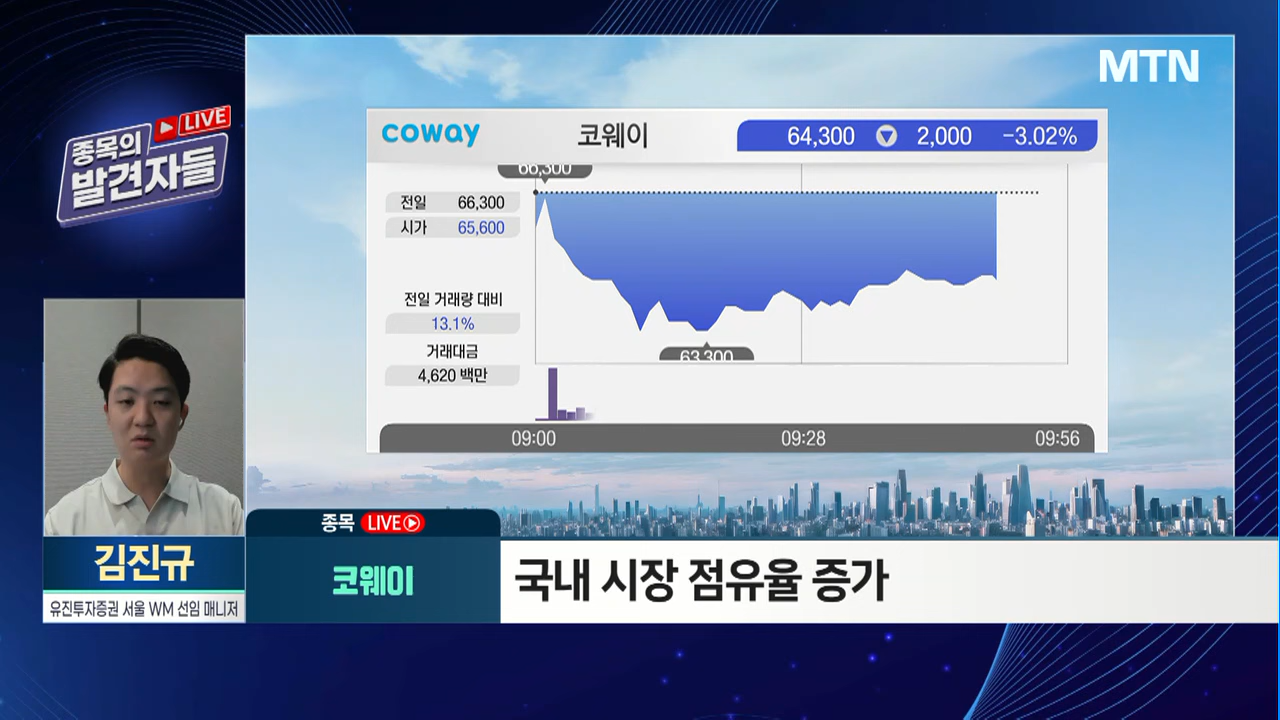 MTN
LIVE
종목의
발견자들
coway
코웨이
64,300 ▼ 2,000 -3.02%
66,300
전일 66,300
시가 65,600
전일 거래량 대비
13.1%
거래대금
4,620 백만
63,300
09:00 09:28 09:56
김진규
유진투자증권 서울 WM 선임 매니저
종목 LIVE
코웨이
국내 시장 점유율 증가